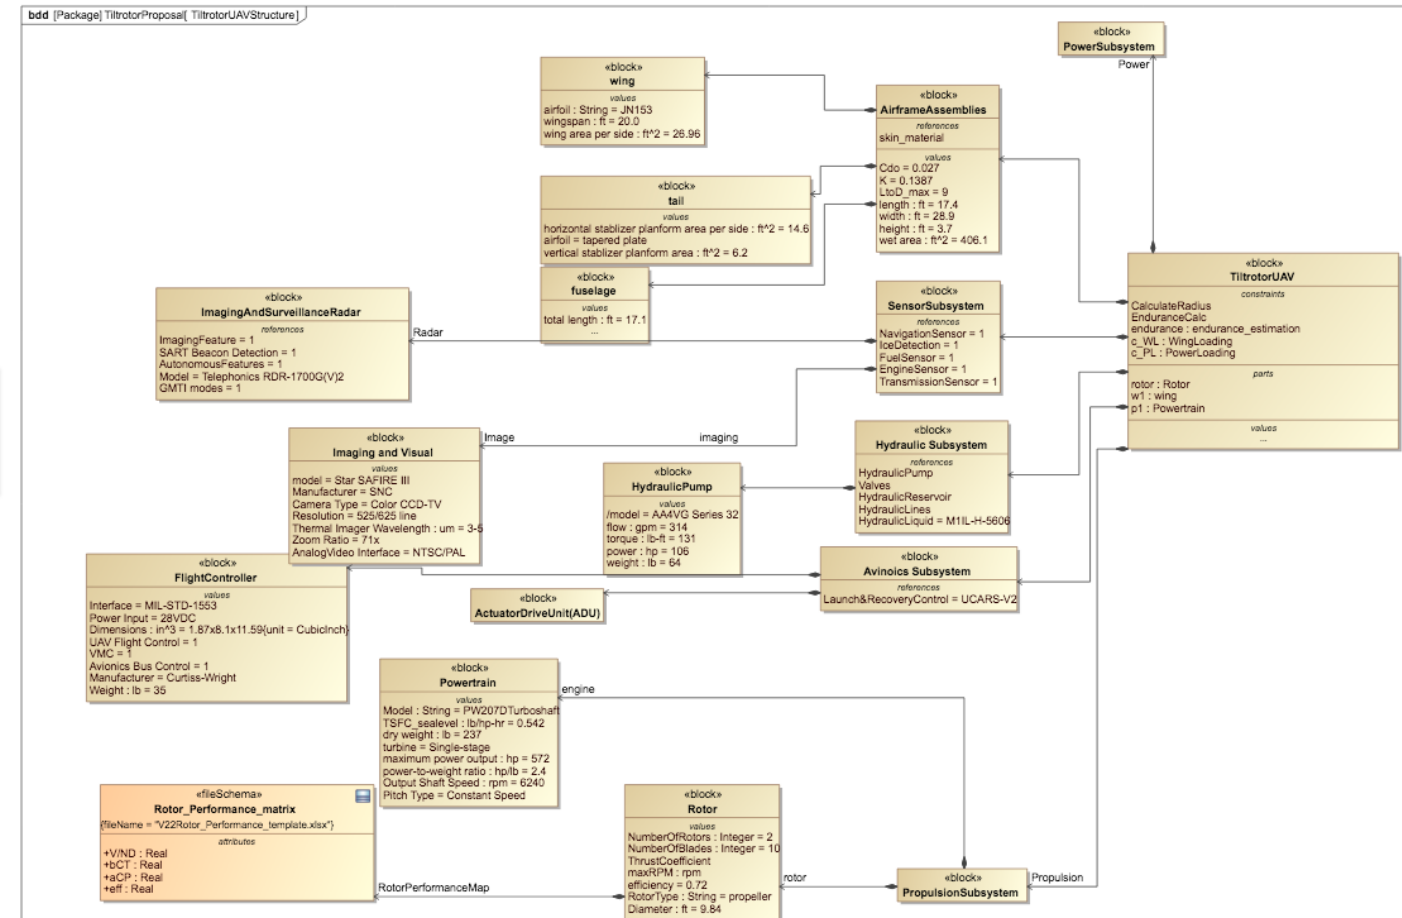 bdd [Package] TiltrotorProposal[ TiltrotorUAVStructure]
«block»
PowerSubsystem
Power
«block»
wing
values
airfoil : String = JN153
wingspan : ft = 20.0
wing area per side : ft^2 = 26.96
«block»
AirframeAssemblies
references
skin_material
values
Cdo = 0.027
K = 0.1387
LtoD_max = 9
length : ft = 17.4
width : ft = 28.9
height : ft = 3.7
wet area : ft^2 = 406.1
«block»
tail
values
horizontal stablizer planform area per side : ft^2 = 14.6
airfoil = tapered plate
vertical stablizer planform area : ft^2 = 6.2
«block»
fuselage
values
total length : ft = 17.1
...
«block»
TiltrotorUAV
constraints
CalculateRadius
EnduranceCalc
endurance : endurance_estimation
c_WL : WingLoading
c_PL : PowerLoading
parts
rotor : Rotor
w1 : wing
p1 : Powertrain
values
...
«block»
ImagingAndSurveillanceRadar
references
ImagingFeature = 1
SART Beacon Detection = 1
AutonomousFeatures = 1
Model = Telephonics RDR-1700G(V)2
GMTI modes = 1
Radar
«block»
SensorSubsystem
references
NavigationSensor = 1
IceDetection = 1
FuelSensor = 1
EngineSensor = 1
TransmissionSensor = 1
«block»
Imaging and Visual
values
model = Star SAFIRE III
Manufacturer = SNC
Camera Type = Color CCD-TV
Resolution = 525/625 line
Thermal Imager Wavelength : um = 3-5
Zoom Ratio = 71x
AnalogVideo Interface = NTSC/PAL
Image
imaging
«block»
Hydraulic Subsystem
references
HydraulicPump
Valves
HydraulicReservoir
HydraulicLines
HydraulicLiquid = M1IL-H-5606
«block»
HydraulicPump
values
/model = AA4VG Series 32
flow : gpm = 314
torque : lb-ft = 131
power : hp = 106
weight : lb = 64
«block»
Avinoics Subsystem
references
Launch&RecoveryControl = UCARS-V2
«block»
FlightController
values
Interface = MIL-STD-1553
Power Input = 28VDC
Dimensions : in^3 = 1.87x8.1x11.59{unit = CubicInch}
UAV Flight Control = 1
VMC = 1
Avionics Bus Control = 1
Manufacturer = Curtiss-Wright
Weight : lb = 35
«block»
ActuatorDriveUnit(ADU)
«block»
Powertrain
values
Model : String = PW207DTurboshaft
TSFC_sealevel : lb/hp-hr = 0.542
dry weight : lb = 237
turbine = Single-stage
maximum power output : hp = 572
power-to-weight ratio : hp/lb = 2.4
Output Shaft Speed : rpm = 6240
Pitch Type = Constant Speed
engine
«fileSchema»
Rotor_Performance_matrix
{fileName = "V22Rotor_Performance_template.xlsx"}
attributes
+V/ND : Real
+bCT : Real
+aCP : Real
+eff : Real
RotorPerformanceMap
«block»
Rotor
values
NumberOfRotors : Integer = 2
NumberOfBlades : Integer = 10
ThrustCoefficient
maxRPM : rpm
efficiency = 0.72
RotorType : String = propeller
Diameter : ft = 9.84
rotor
«block»
PropulsionSubsystem
Propulsion